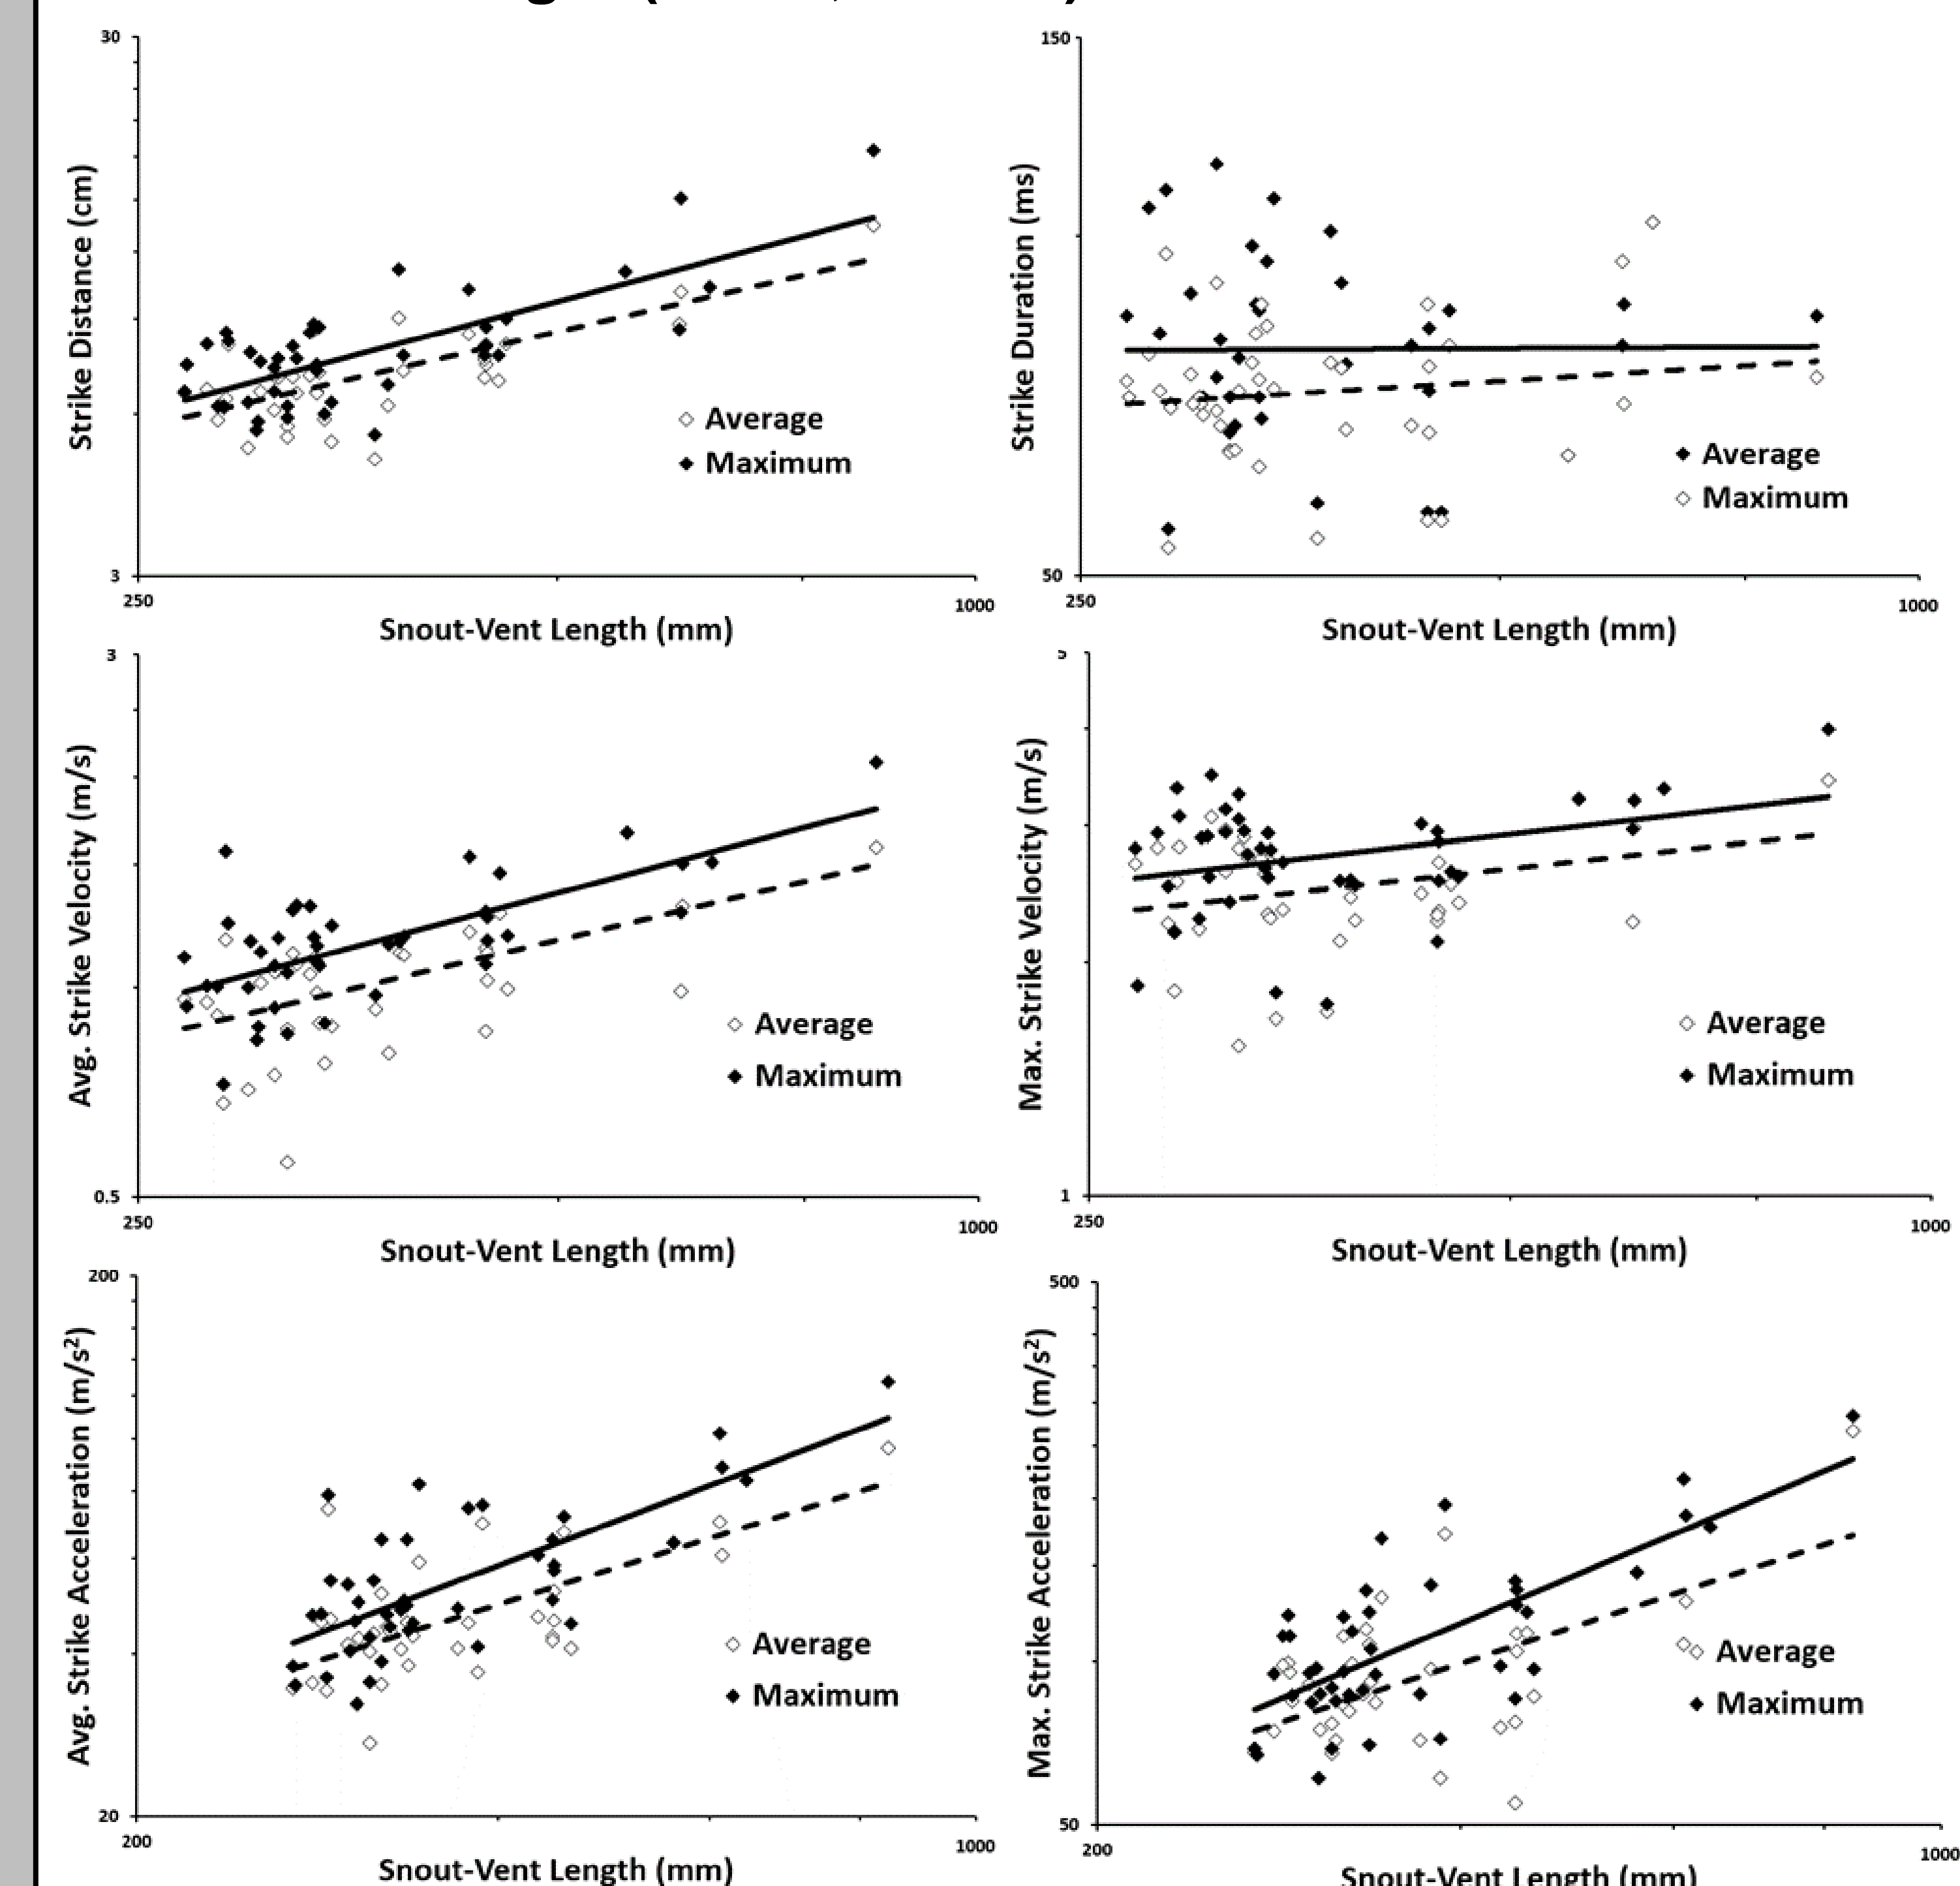 30
Strike Distance (cm)
Average
Maximum
3
250
1000
Snout-Vent Length (mm)
150
Strike Duration (ms)
Average
Maximum
50
250
1000
Snout-Vent Length (mm)
3
Avg. Strike Velocity (m/s)
Average
Maximum
0.5
250
1000
Snout-Vent Length (mm)
5
Max. Strike Velocity (m/s)
Average
Maximum
1
250
1000
Snout-Vent Length (mm)
200
Avg. Strike Acceleration (m/s²)
Average
Maximum
20
200
1000
Snout-Vent Length (mm)
500
Max. Strike Acceleration (m/s²)
Average
Maximum
50
200
1000
Snout-Vent Length (mm)